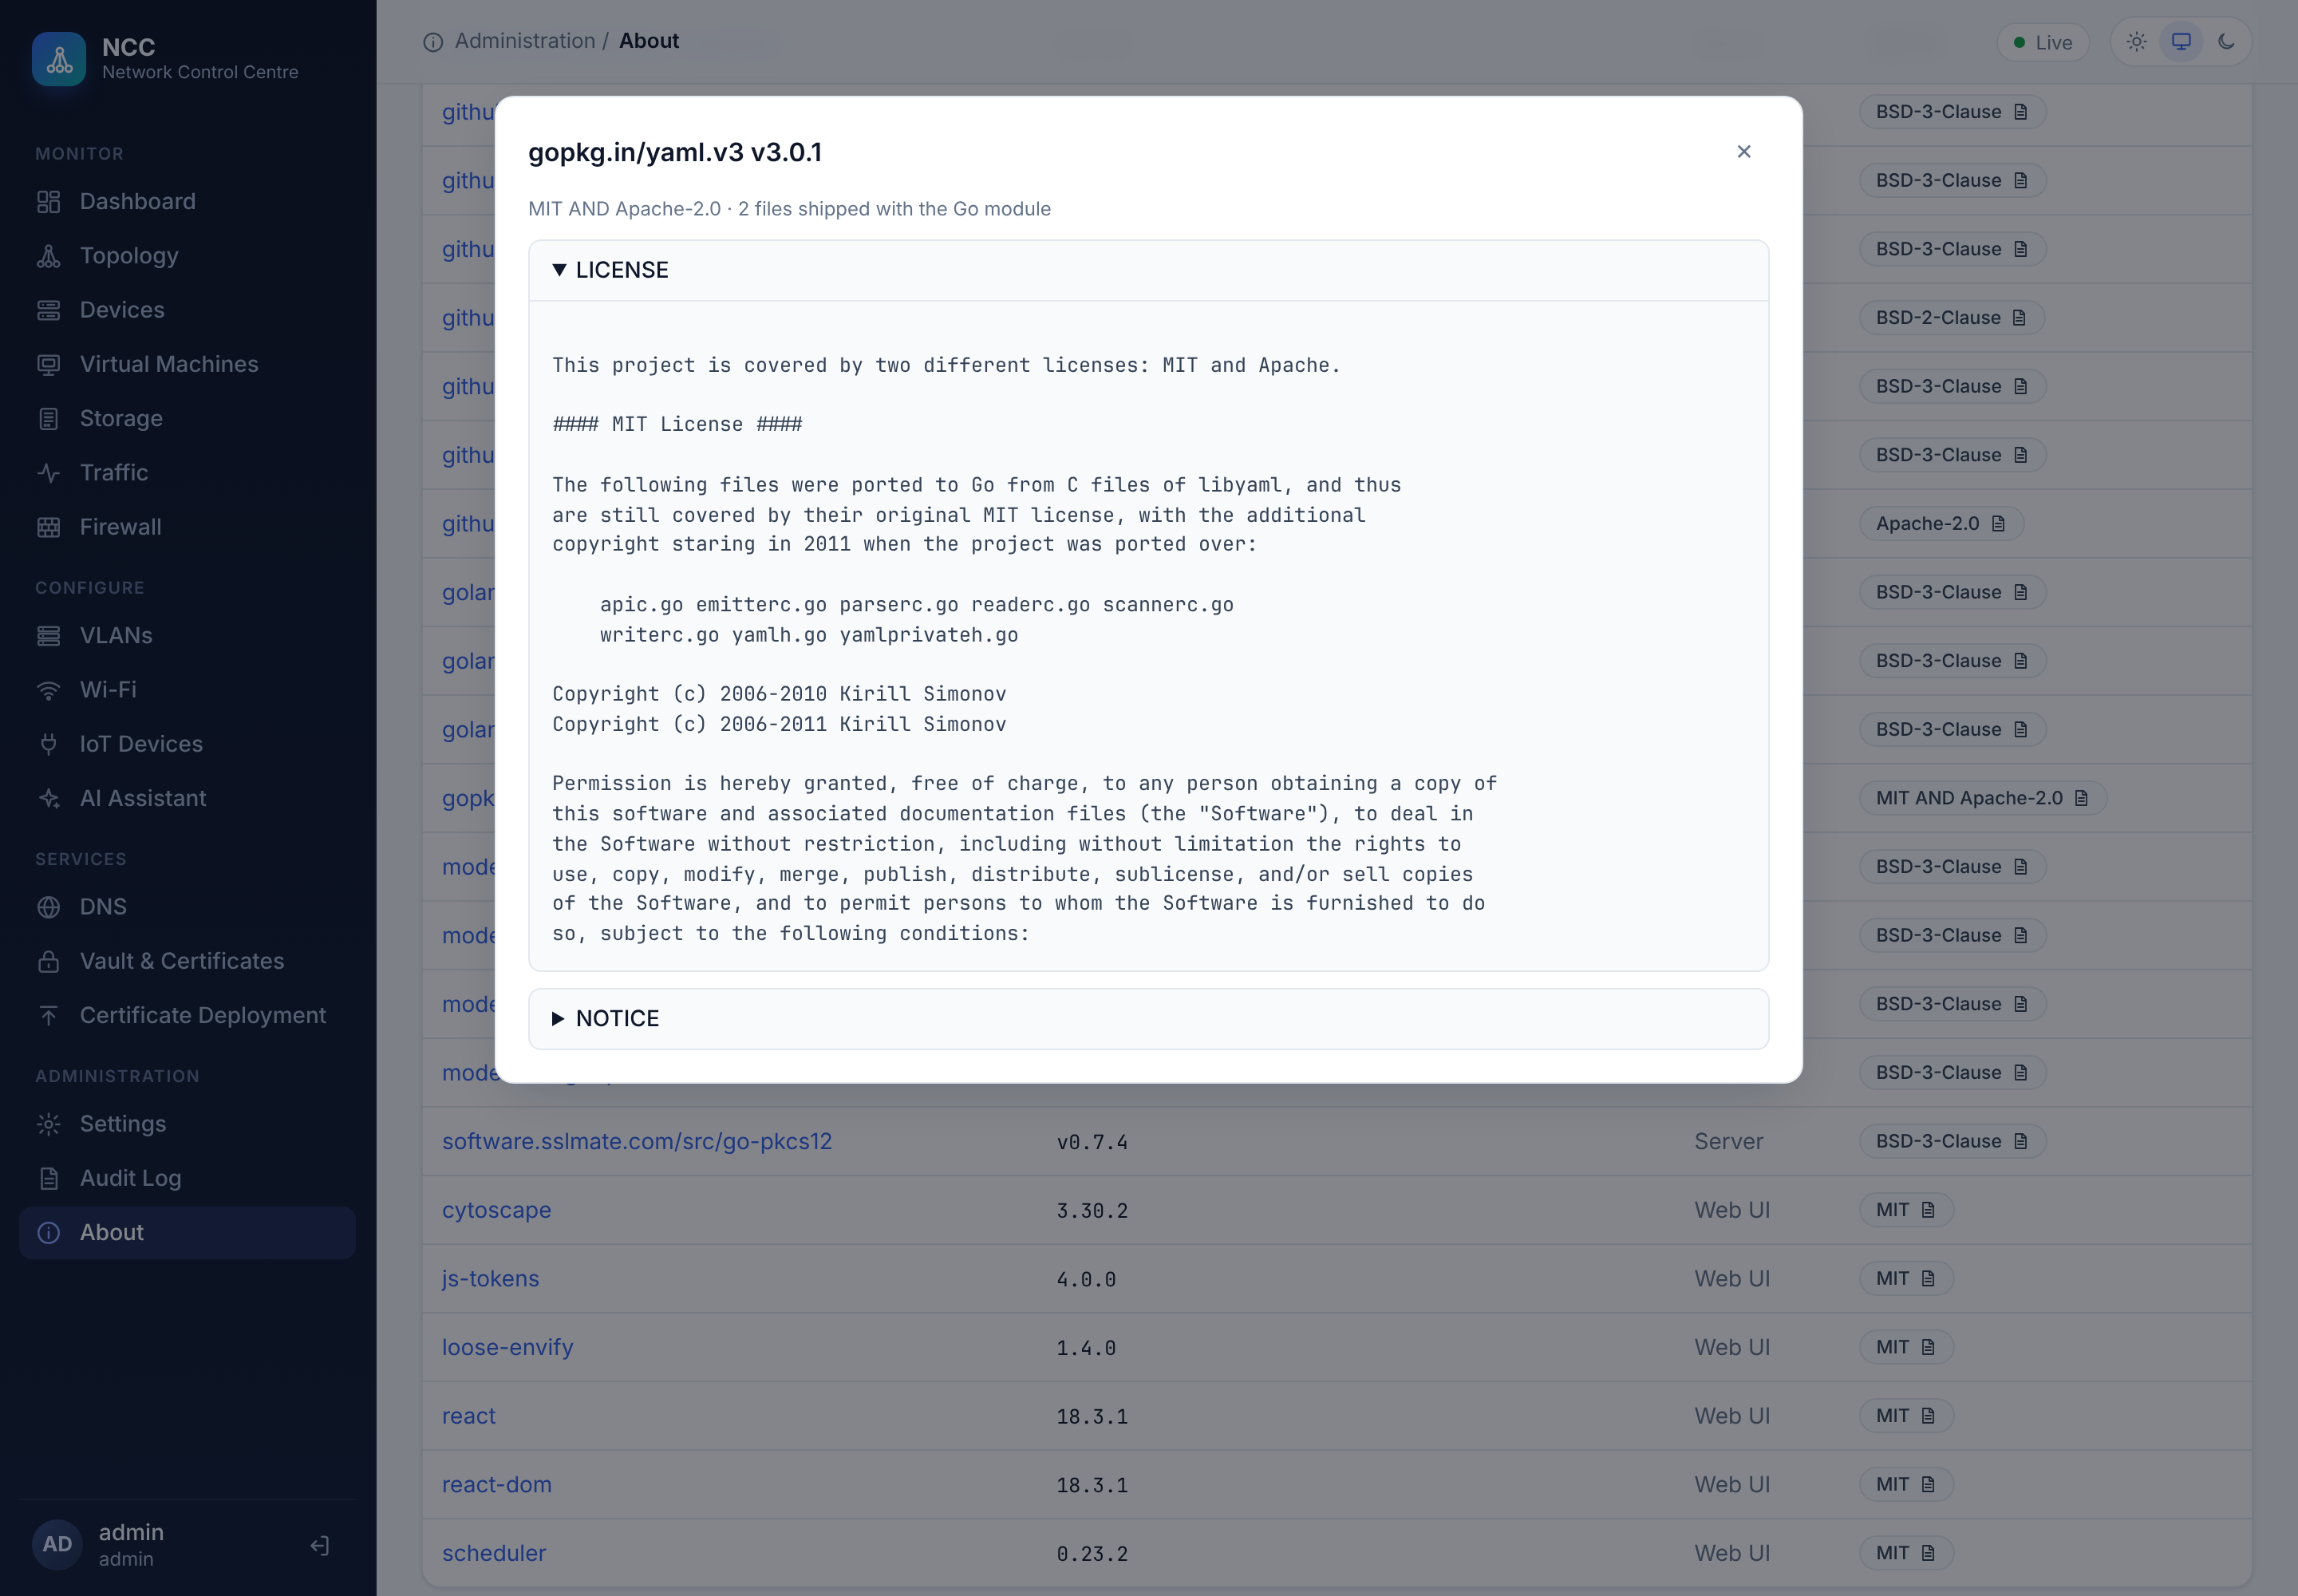 NCC
Network Control Centre
MONITOR
Dashboard
Topology
Devices
Virtual Machines
Storage
Traffic
Firewall
CONFIGURE
VLANs
Wi-Fi
IoT Devices
AI Assistant
SERVICES
DNS
Vault & Certificates
Certificate Deployment
ADMINISTRATION
Settings
Audit Log
About
AD
admin
admin
Administration / About
Live
gopkg.in/yaml.v3 v3.0.1
MIT AND Apache-2.0 · 2 files shipped with the Go module
LICENSE
This project is covered by two different licenses: MIT and Apache.
#### MIT License ####
The following files were ported to Go from C files of libyaml, and thus
are still covered by their original MIT license, with the additional
copyright staring in 2011 when the project was ported over:
apic.go emitterc.go parserc.go readerc.go scannerc.go
writerc.go yamlh.go yamlprivateh.go
Copyright (c) 2006-2010 Kirill Simonov
Copyright (c) 2006-2011 Kirill Simonov
Permission is hereby granted, free of charge, to any person obtaining a copy of
this software and associated documentation files (the "Software"), to deal in
the Software without restriction, including without limitation the rights to
use, copy, modify, merge, publish, distribute, sublicense, and/or sell copies
of the Software, and to permit persons to whom the Software is furnished to do
so, subject to the following conditions:
NOTICE
githu BSD-3-Clause
githu BSD-3-Clause
githu BSD-3-Clause
githu BSD-2-Clause
githu BSD-3-Clause
githu BSD-3-Clause
githu Apache-2.0
golar BSD-3-Clause
golar BSD-3-Clause
golar BSD-3-Clause
gopk MIT AND Apache-2.0
mode BSD-3-Clause
mode BSD-3-Clause
mode BSD-3-Clause
mode BSD-3-Clause
software.sslmate.com/src/go-pkcs12 v0.7.4 Server BSD-3-Clause
cytoscape 3.30.2 Web UI MIT
js-tokens 4.0.0 Web UI MIT
loose-envify 1.4.0 Web UI MIT
react 18.3.1 Web UI MIT
react-dom 18.3.1 Web UI MIT
scheduler 0.23.2 Web UI MIT